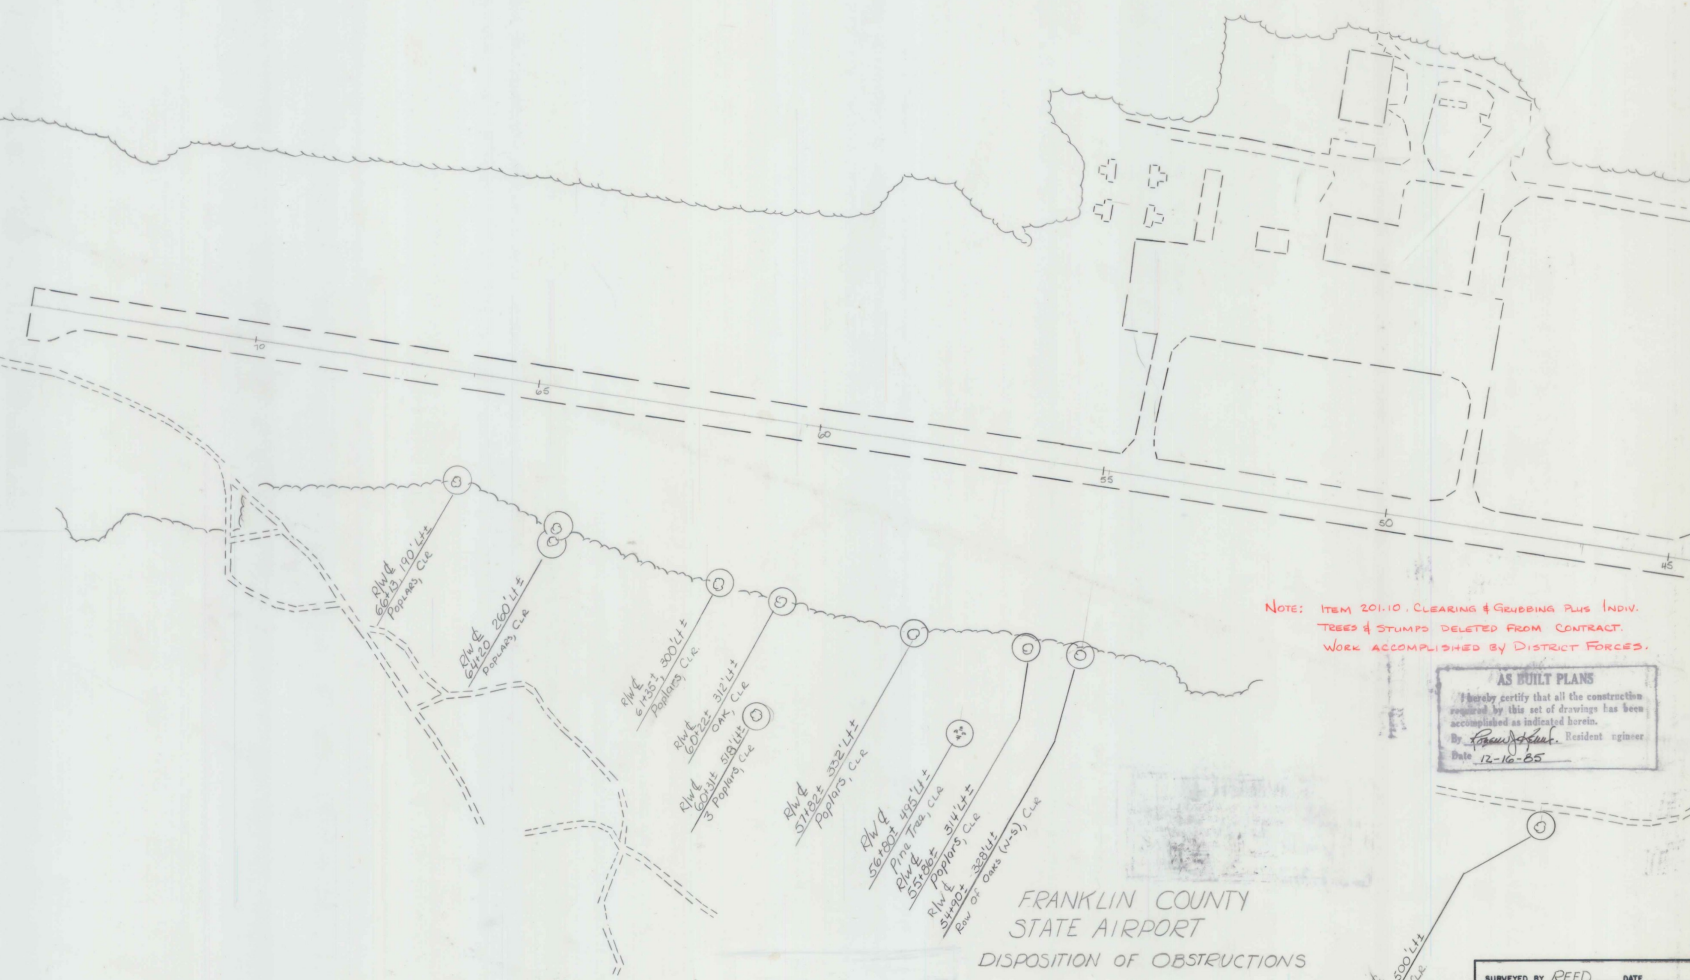 70
65
60
55
50
45
R/W ℄
66+13, 190' Lt±
Poplars, CLR
R/W ℄
64+20 260' Lt±
Poplars, CLR
R/W ℄
61+35±, 300' Lt±
Poplars, CLR
R/W ℄
60+22± 312' Lt±
OAK, CLR
R/W ℄
60+31± 518' Lt±
3 Poplars, CLR
R/W ℄
57+82± 332' Lt±
Poplars, CLR
R/W ℄
56+80± 495' Lt±
Pine Tree, CLR
R/W ℄
55+86± 314' Lt±
Poplars, CLR
R/W ℄
54+90± 328' Lt±
Row of Oaks (N-S), CLR
NOTE: ITEM 201.10. CLEARING & GRUBBING PLUS INDIV.
TREES & STUMPS DELETED FROM CONTRACT.
WORK ACCOMPLISHED BY DISTRICT FORCES.
AS BUILT PLANS
I hereby certify that all the construction
required by this set of drawings has been
accomplished as indicated herein.
By Resident
Date 12-16-85
500' Lt±
CLR
FRANKLIN COUNTY
STATE AIRPORT
DISPOSITION OF OBSTRUCTIONS
SURVEYED BY REED DATE